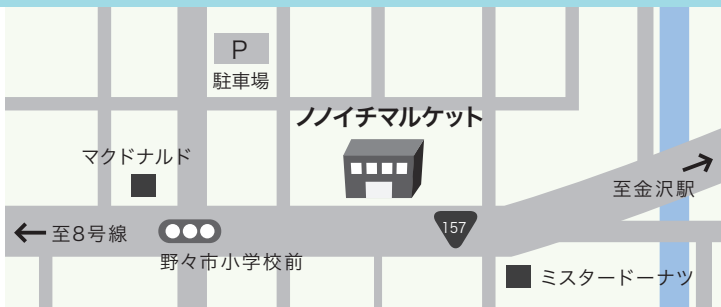 P
駐車場
ノノイチマルケット
マクドナルド
至金沢駅
至8号線
157
野々市小学校前
ミスタードーナツ